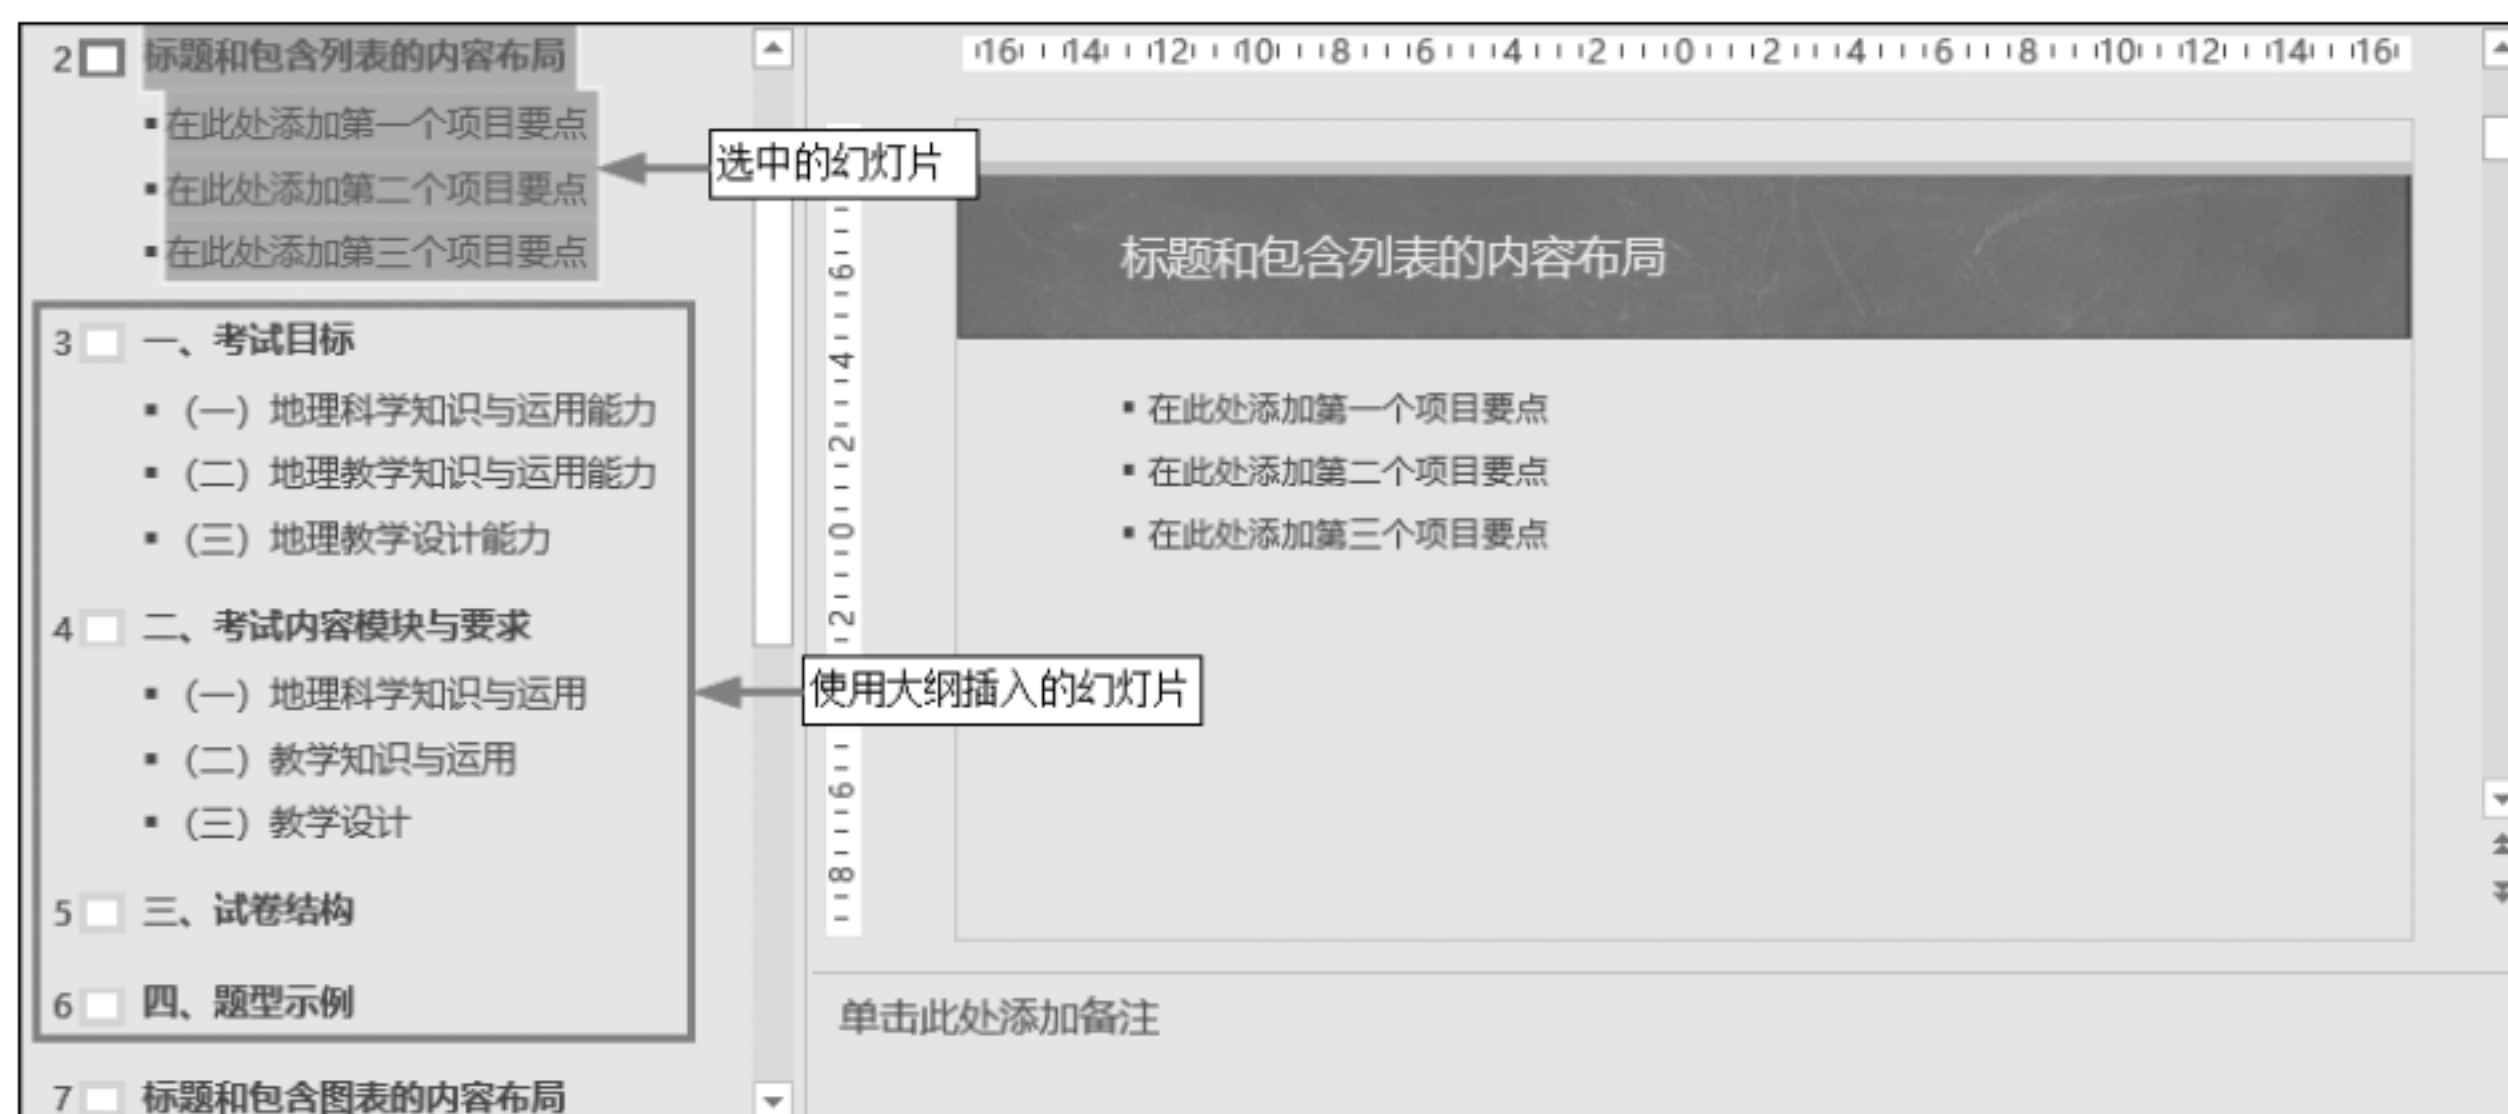 2 标题和包含列表的内容布局
▪在此处添加第一个项目要点
▪在此处添加第二个项目要点
▪在此处添加第三个项目要点
选中的幻灯片
3 一、考试目标
▪ （一）地理科学知识与运用能力
▪ （二）地理教学知识与运用能力
▪ （三）地理教学设计能力
4 二、考试内容模块与要求
▪ （一）地理科学知识与运用
▪ （二）教学知识与运用
▪ （三）教学设计
5 三、试卷结构
6 四、题型示例
使用大纲插入的幻灯片
7 标题和包含图表的内容布局
16 14 12 10 8 6 4 2 0 2 4 6 8 10 12 14 16
6 4 2 0 2 6 8
标题和包含列表的内容布局
▪ 在此处添加第一个项目要点
▪ 在此处添加第二个项目要点
▪ 在此处添加第三个项目要点
单击此处添加备注